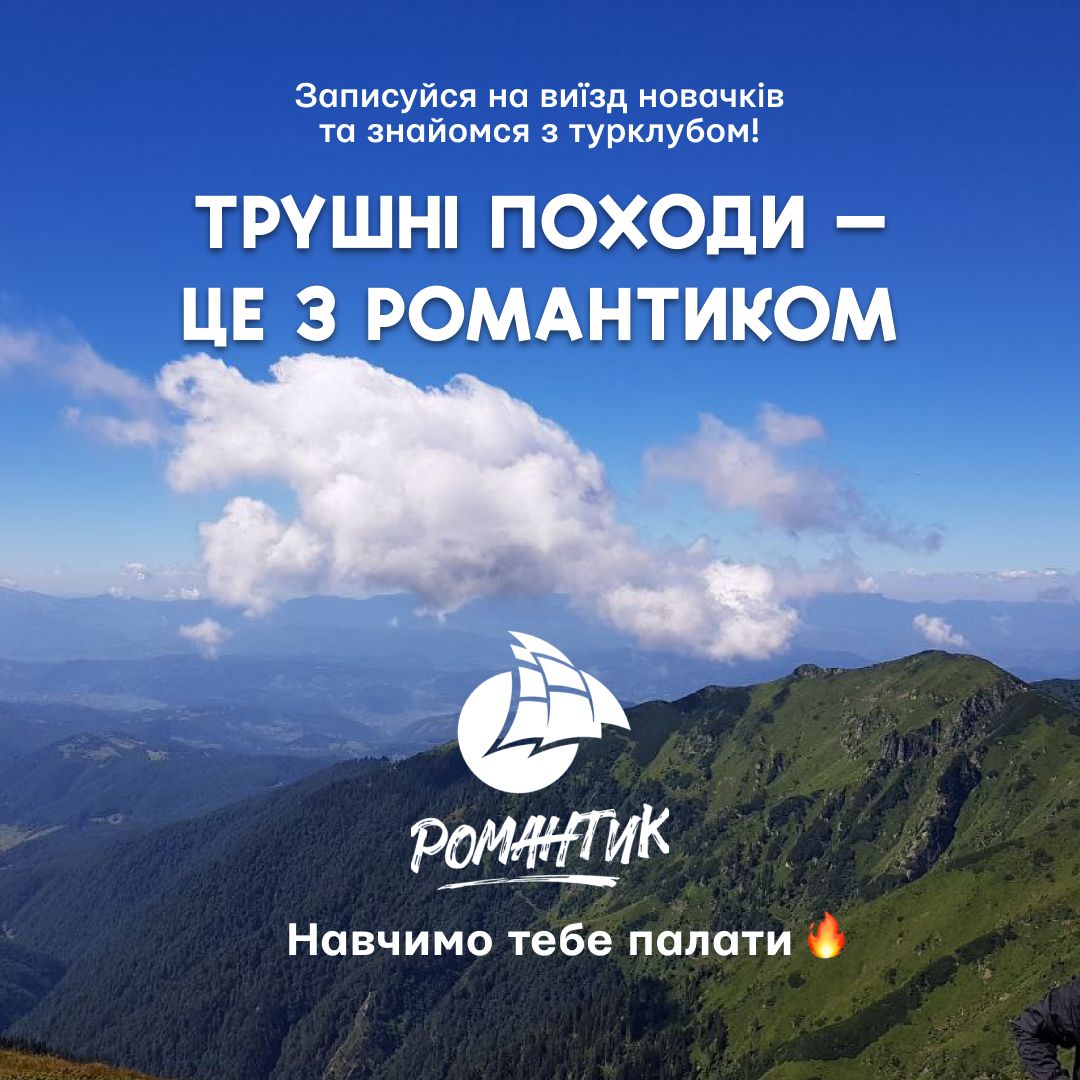 Записуйся на виїзд новачків
та знайомся з турклубом!
ТРУШНІ ПОХОДИ –
ЦЕ З РОМАНТИКОМ
РОМАНТИК
Навчимо тебе палати 🔥